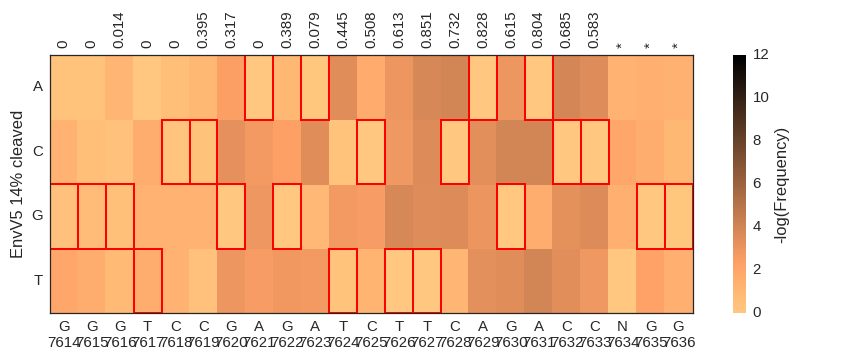 0 0 0.014 0 0 0.395 0.317 0 0.389 0.079 0.445 0.508 0.613 0.851 0.732 0.828 0.615 0.804 0.685 0.583 * * *
EnvV5 14% cleaved
A
C
G
T
G G G T C C G A G A T C T T C A G A C C N G G
7614 7615 7616 7617 7618 7619 7620 7621 7622 7623 7624 7625 7626 7627 7628 7629 7630 7631 7632 7633 7634 7635 7636
12
10
8
6
4
2
0
-log(Frequency)